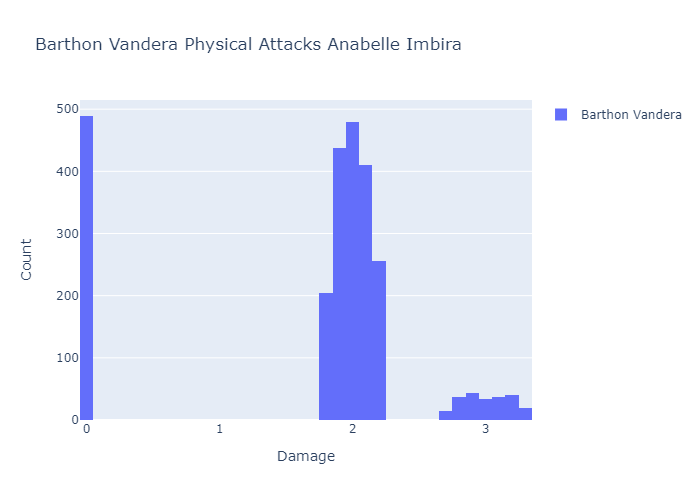 Barthon Vandera Physical Attacks Anabelle Imbira
Barthon Vandera
500
400
300
200
100
0
Count
0 1 2 3
Damage